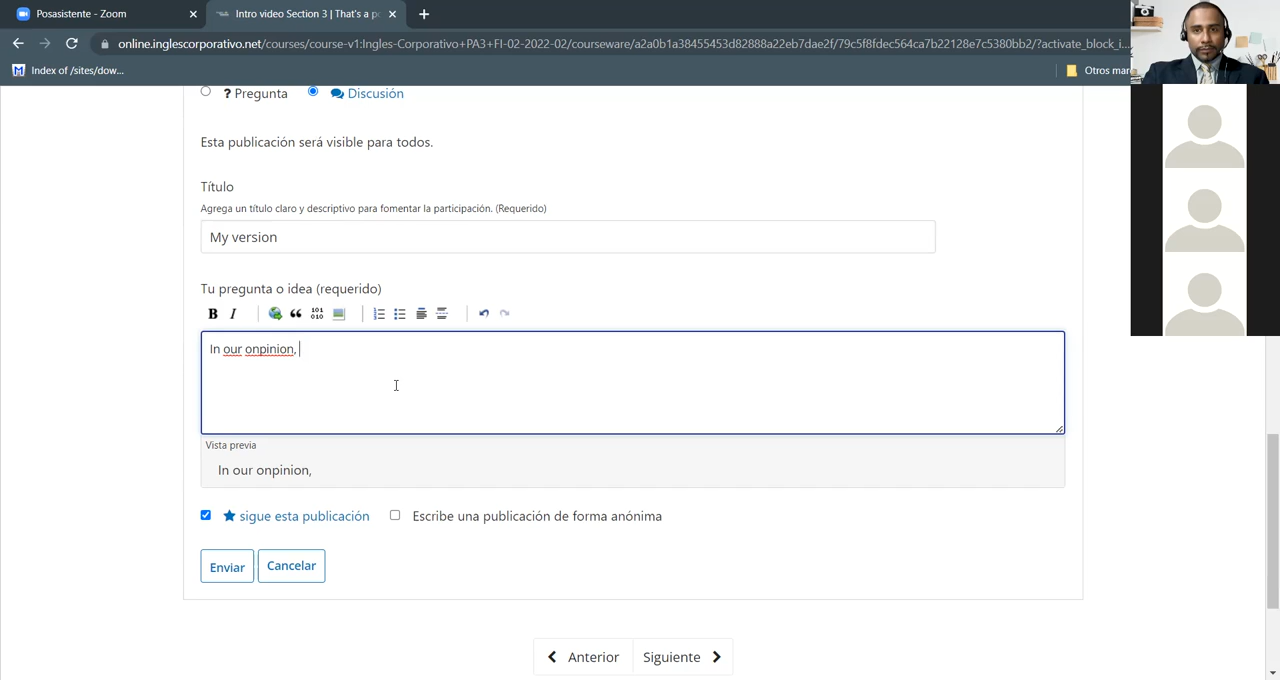 Posasistente - Zoom
Intro video Section 3 | That's a po
online.inglescorporativo.net/courses/course-v1:Ingles-Corporativo+PA3+FI-02-2022-02/courseware/a2a0b1a38455453d82888a22eb7dae2f/79c5f8fdec564ca7b22128e7c5380bb2/?activate_block_i...
Index of /sites/dow...
Otros mar
? Pregunta Discusión
Esta publicación será visible para todos.
Título
Agrega un título claro y descriptivo para fomentar la participación. (Requerido)
My version
Tu pregunta o idea (requerido)
B I
In our onpinion,
Vista previa
In our onpinion,
sigue esta publicación Escribe una publicación de forma anónima
Enviar Cancelar
Anterior Siguiente